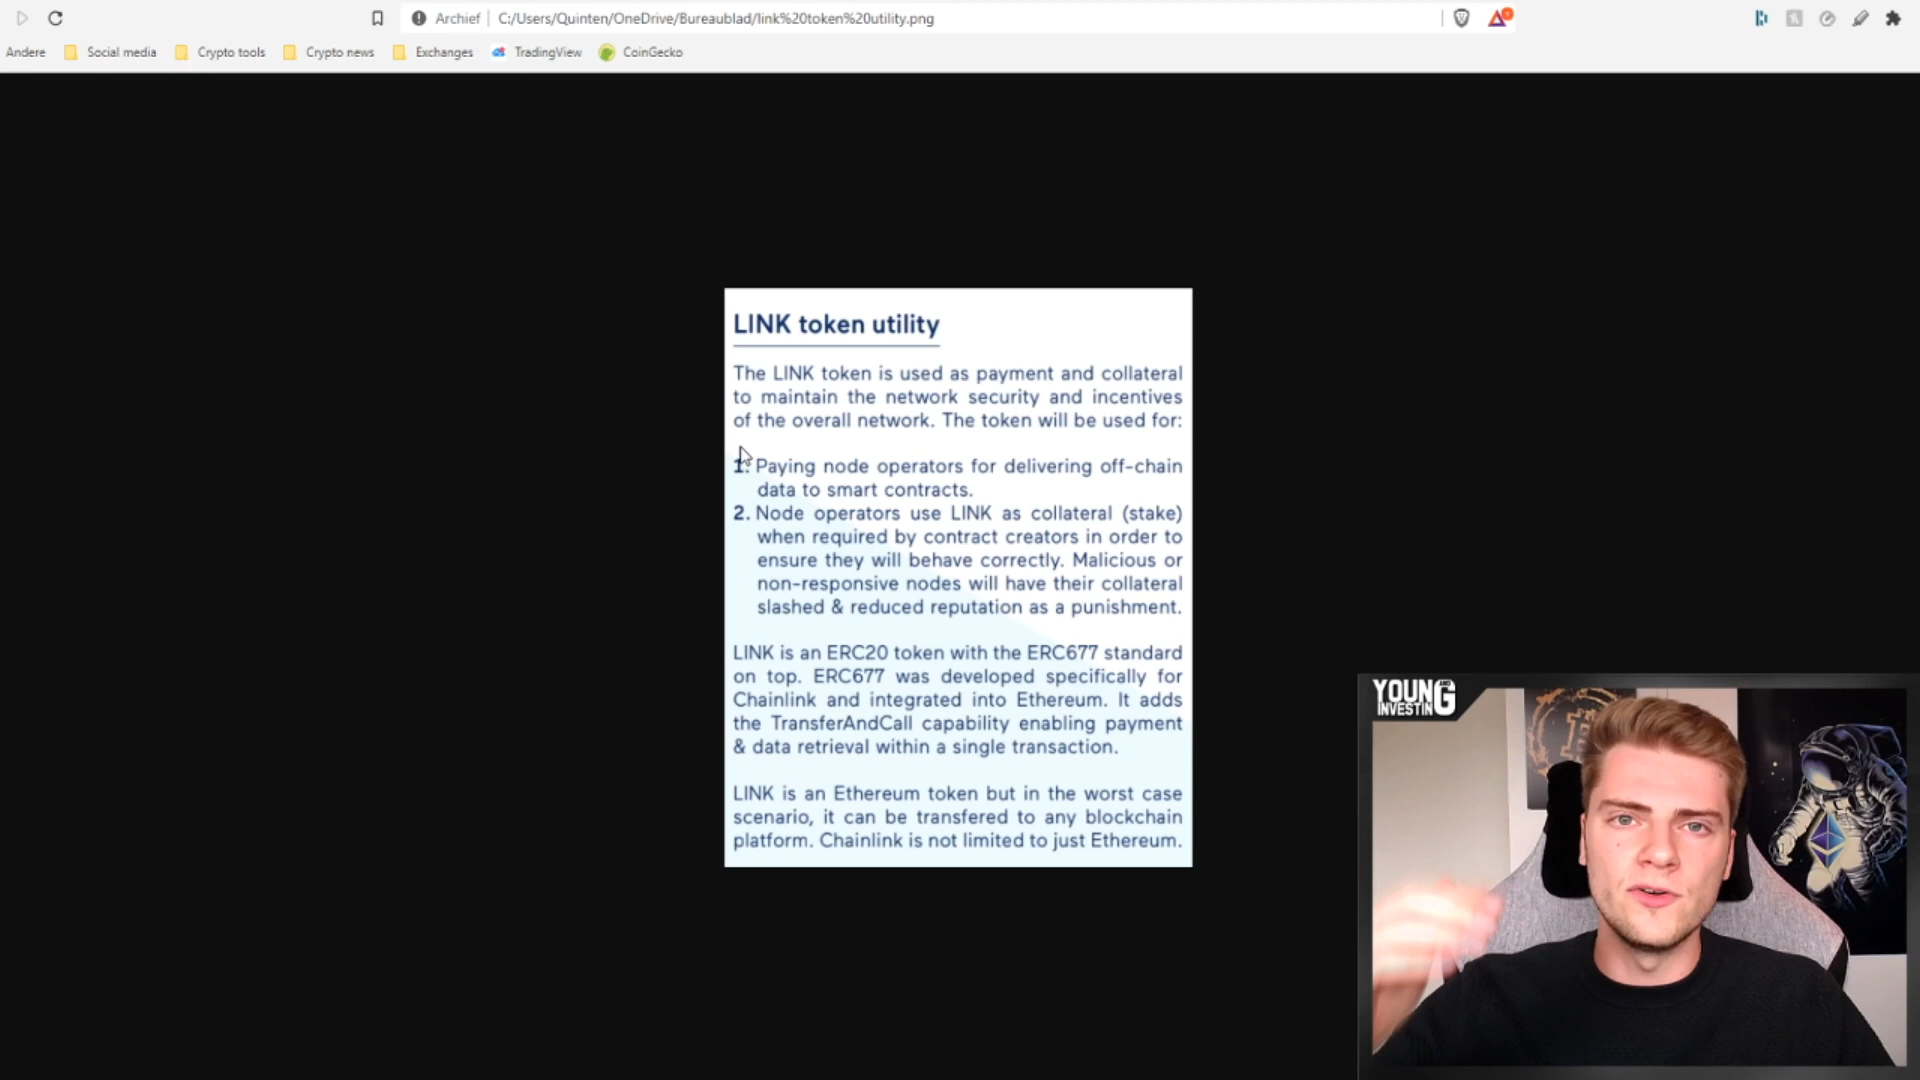 Archief C:/Users/Quinten/OneDrive/Bureaublad/link%20token%20utility.png
Andere Social media Crypto tools Crypto news Exchanges TradingView CoinGecko
LINK token utility
The LINK token is used as payment and collateral
to maintain the network security and incentives
of the overall network. The token will be used for:
1. Paying node operators for delivering off-chain
data to smart contracts.
2. Node operators use LINK as collateral (stake)
when required by contract creators in order to
ensure they will behave correctly. Malicious or
non-responsive nodes will have their collateral
slashed & reduced reputation as a punishment.
LINK is an ERC20 token with the ERC677 standard
on top. ERC677 was developed specifically for
Chainlink and integrated into Ethereum. It adds
the TransferAndCall capability enabling payment
& data retrieval within a single transaction.
LINK is an Ethereum token but in the worst case
scenario, it can be transfered to any blockchain
platform. Chainlink is not limited to just Ethereum.
YOUNG AND
INVESTING